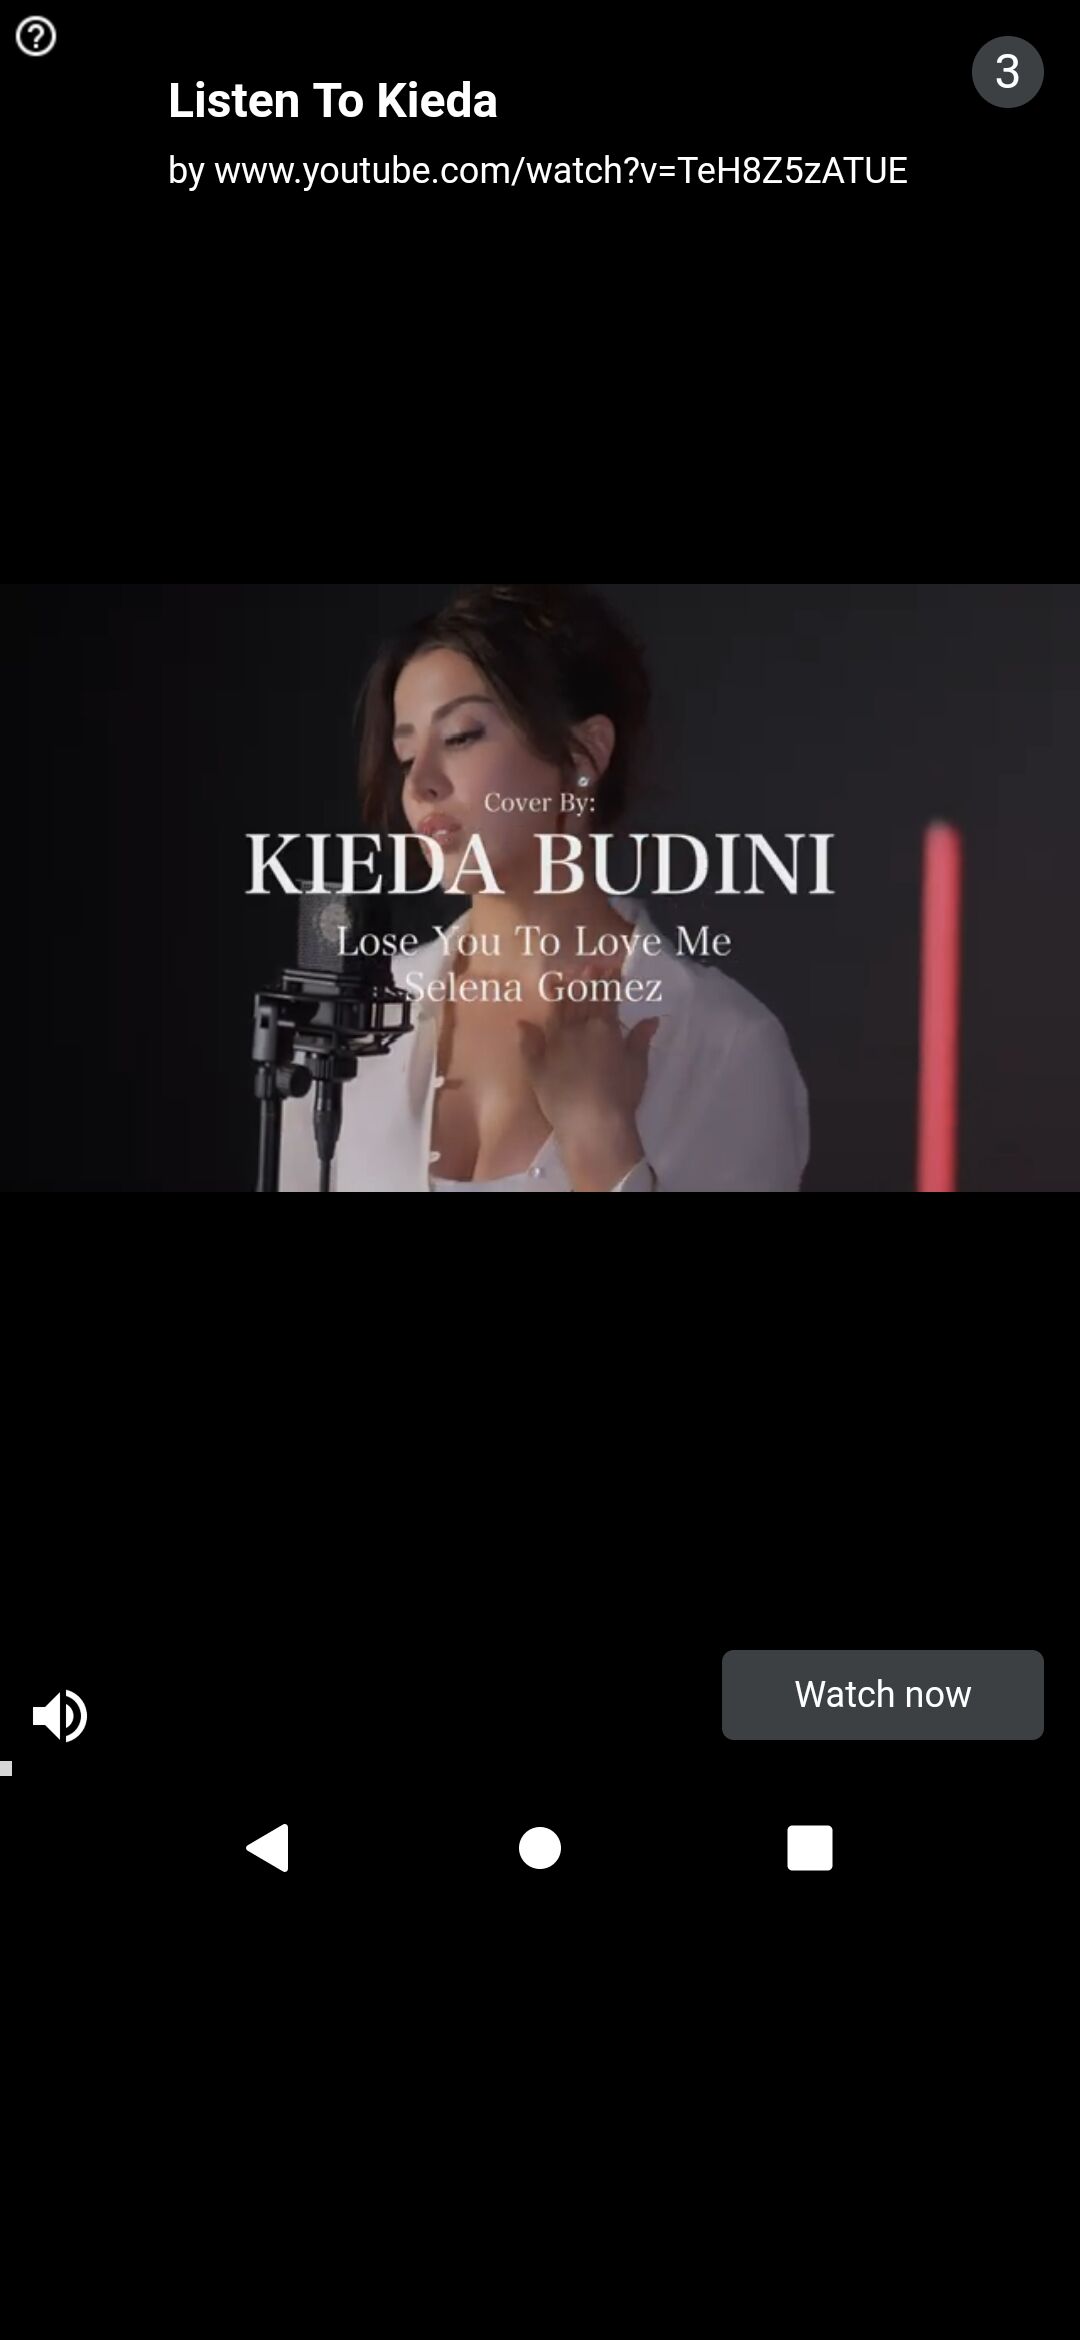 Listen To Kieda
3
by www.youtube.com/watch?v=TeH8Z5zATUE
Cover By:
KIEDA BUDINI
Lose You To Love Me
Selena Gomez
Watch now